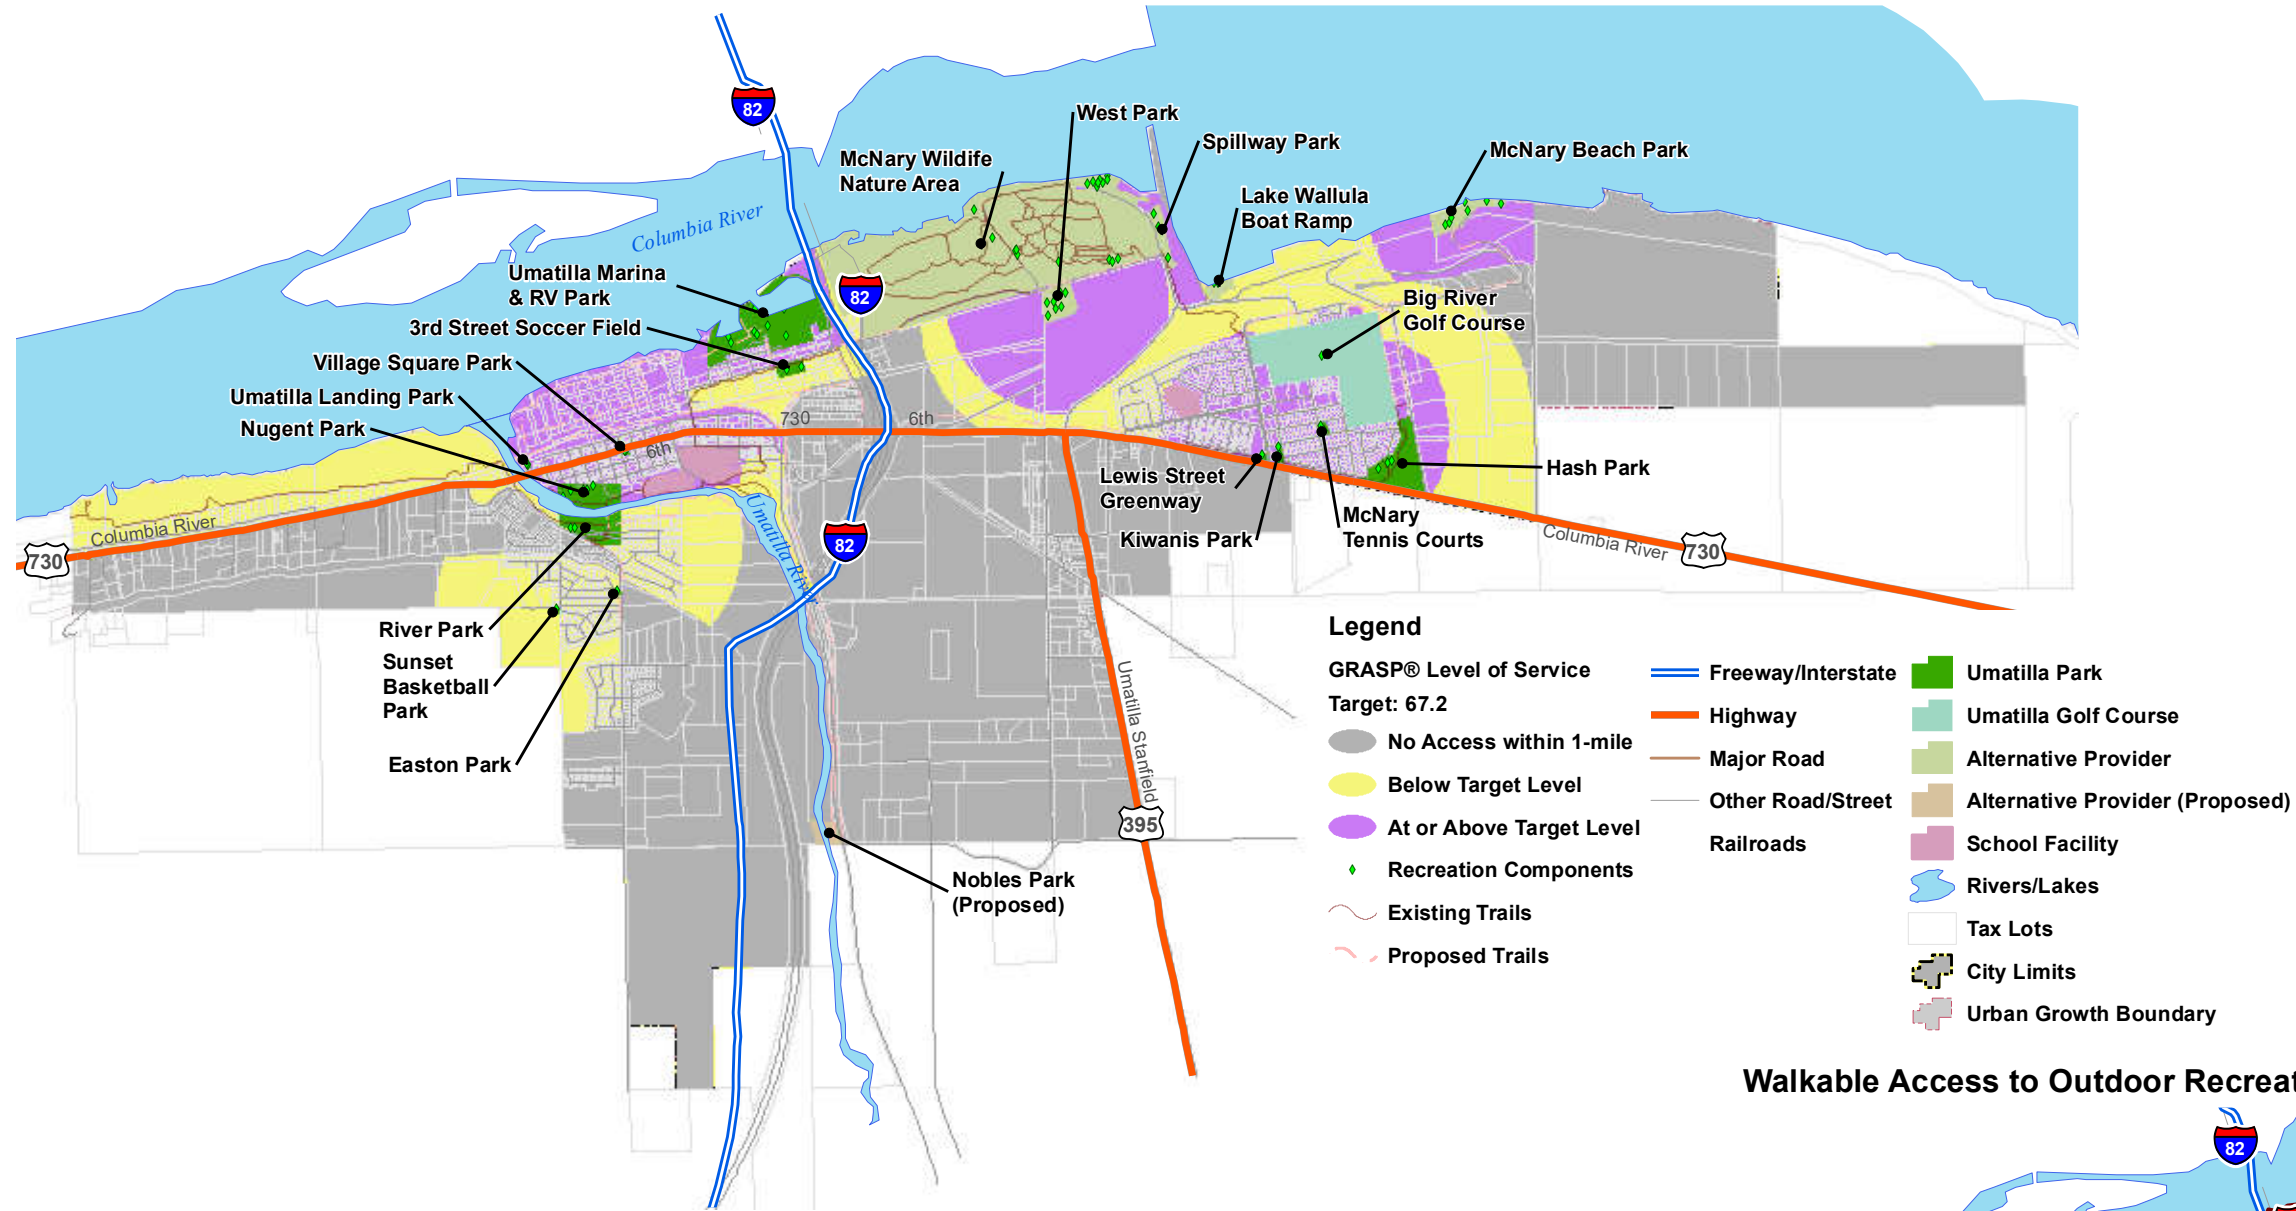 82
West Park
Spillway Park
McNary Wildife
Nature Area
McNary Beach Park
Lake Wallula
Boat Ramp
Columbia River
Umatilla Marina
& RV Park
82
Big River
Golf Course
3rd Street Soccer Field
Village Square Park
Umatilla Landing Park
Nugent Park
730
6th
6th
Lewis Street
Greenway
Hash Park
Kiwanis Park
McNary
Tennis Courts
Columbia River
730
Columbia River
730
Umatilla River
82
River Park
Sunset
Basketball
Park
Easton Park
Umatilla Stanfield
395
Nobles Park
(Proposed)
Legend
GRASP® Level of Service
Target: 67.2
No Access within 1-mile
Below Target Level
At or Above Target Level
Recreation Components
Existing Trails
Proposed Trails
Freeway/Interstate
Highway
Major Road
Other Road/Street
Railroads
Umatilla Park
Umatilla Golf Course
Alternative Provider
Alternative Provider (Proposed)
School Facility
Rivers/Lakes
Tax Lots
City Limits
Urban Growth Boundary
Walkable Access to Outdoor Recreat
82